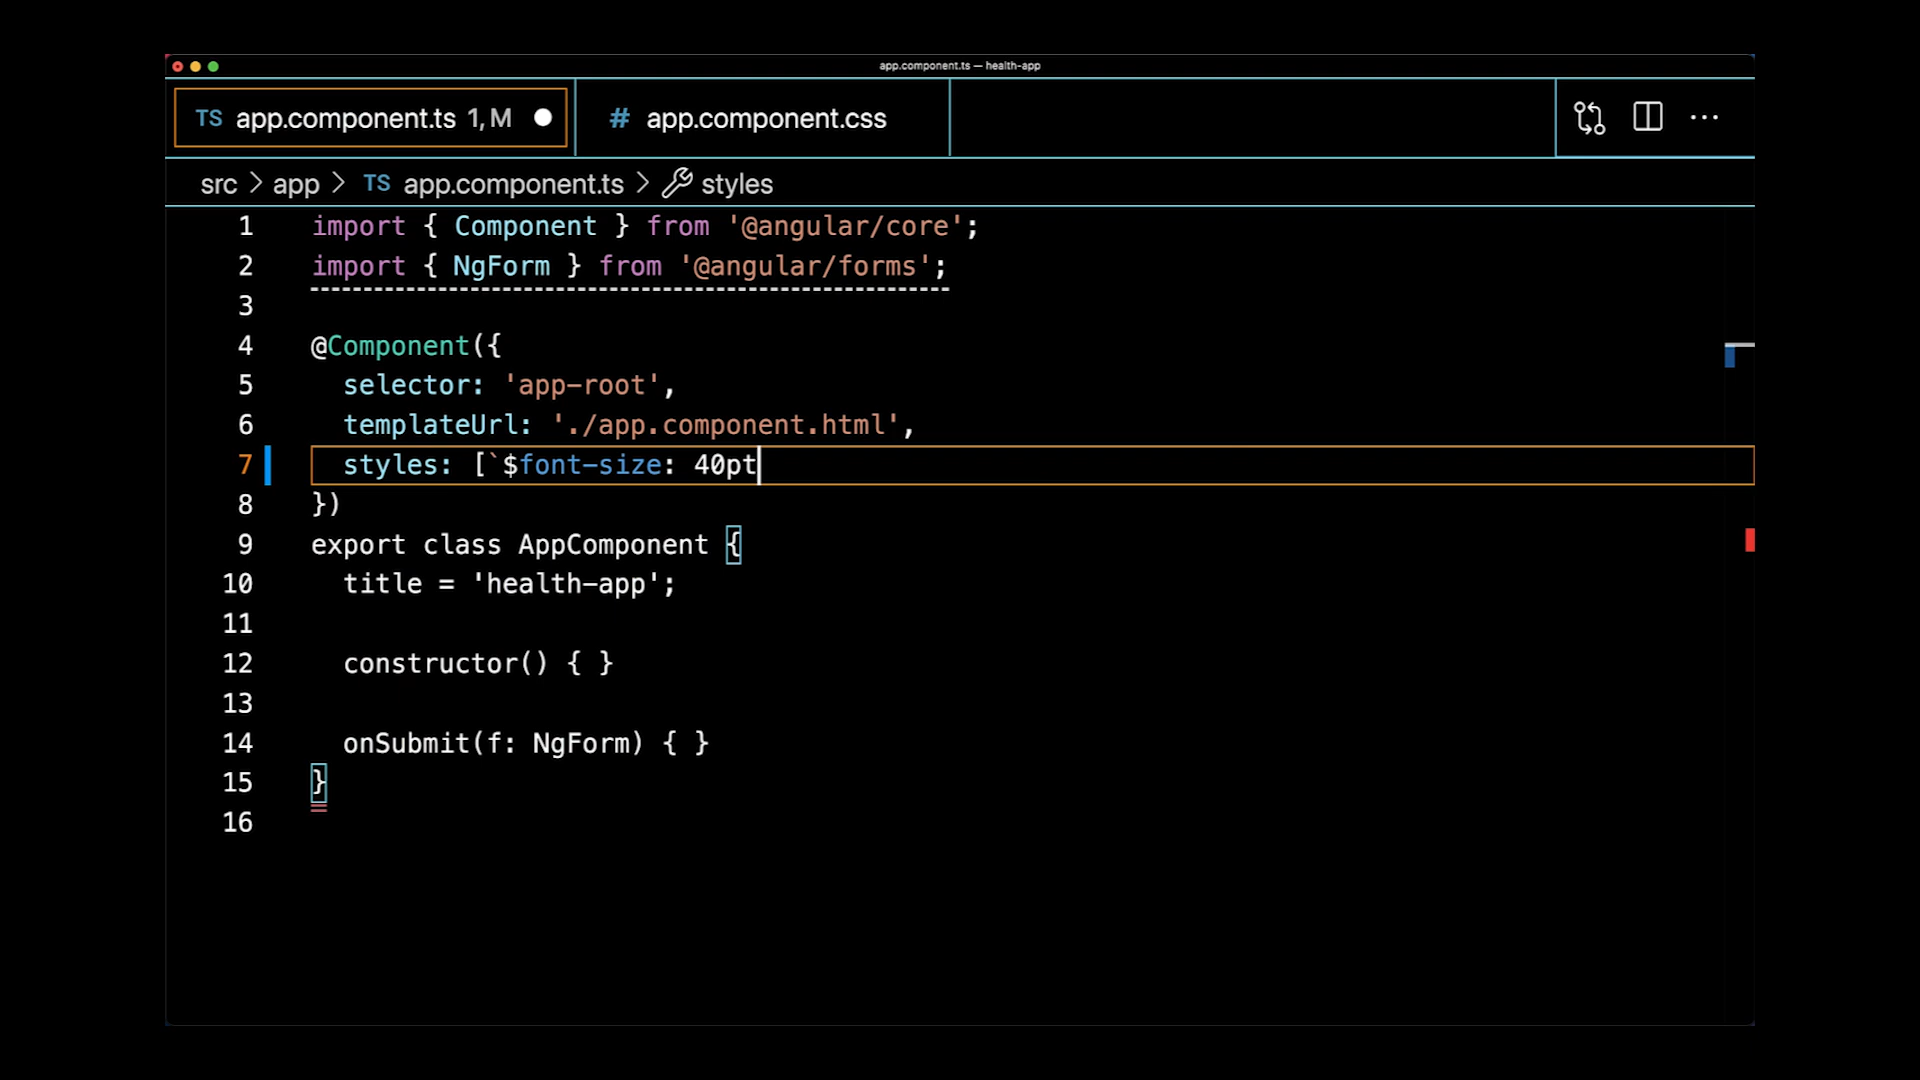 app.component.ts — health-app
TS app.component.ts 1, M
# app.component.css
src > app > TS app.component.ts > styles
1 import { Component } from '@angular/core';
2 import { NgForm } from '@angular/forms';
3
4 @Component({
5 selector: 'app-root',
6 templateUrl: './app.component.html',
7 styles: [`$font-size: 40pt
8 })
9 export class AppComponent {
10 title = 'health-app';
11
12 constructor() { }
13
14 onSubmit(f: NgForm) { }
15 }
16